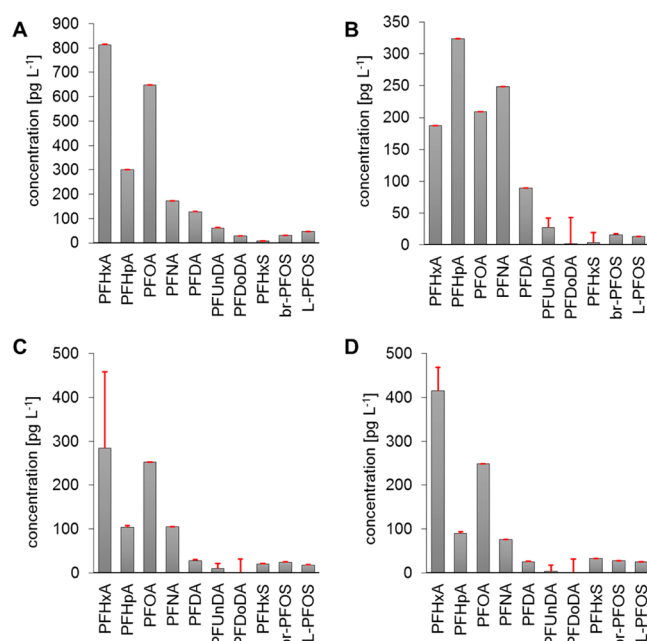 A
concentration [pg L-1]
900
800
700
600
500
400
300
200
100
0
PFHxA
PFHpA
PFOA
PFNA
PFDA
PFUnDA
PFDoDA
PFHxS
br-PFOS
L-PFOS
B
concentration [pg L-1]
350
300
250
200
150
100
50
0
PFHxA
PFHpA
PFOA
PFNA
PFDA
PFUnDA
PFDoDA
PFHxS
br-PFOS
L-PFOS
C
concentration [pg L-1]
500
400
300
200
100
0
PFHxA
PFHpA
PFOA
PFNA
PFDA
PFUnDA
PFDoDA
PFHxS
br-PFOS
L-PFOS
D
concentration [pg L-1]
500
400
300
200
100
0
PFHxA
PFHpA
PFOA
PFNA
PFDA
PFUnDA
PFDoDA
PFHxS
br-PFOS
L-PFOS